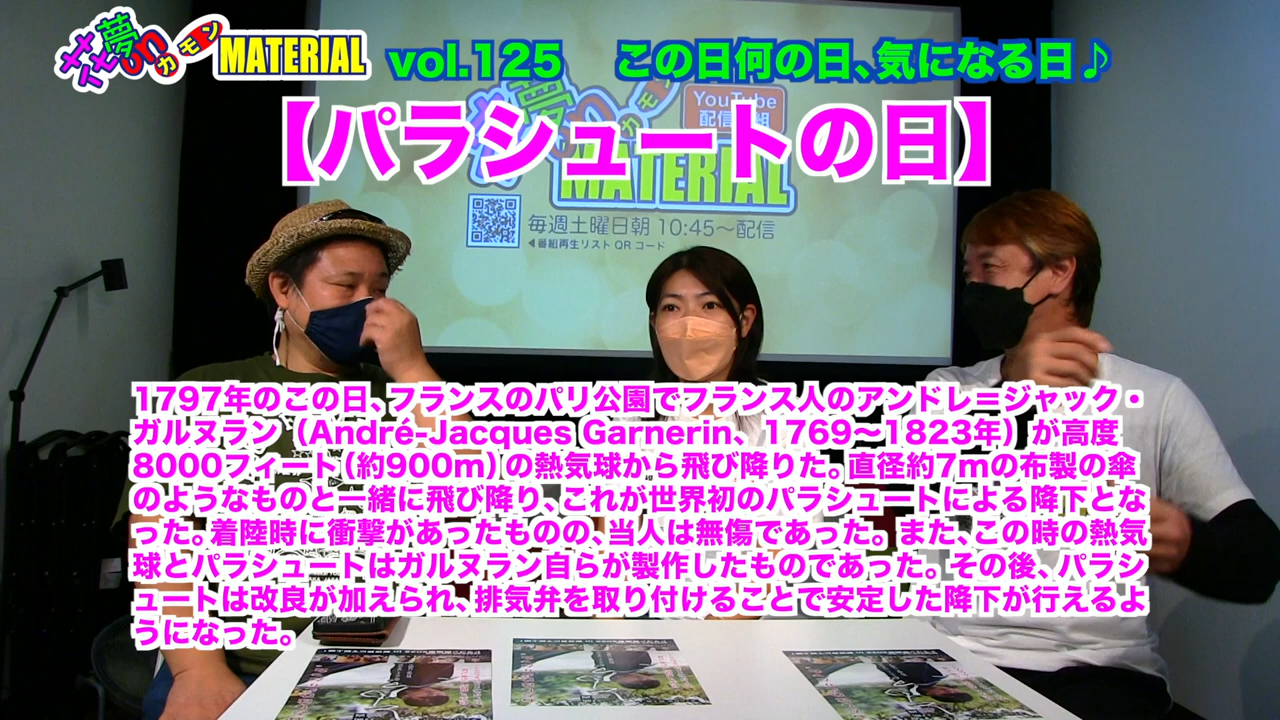 花夢inカモン MATERIAL vol.125 この日何の日、気になる日♪
【パラシュートの日】
YouTube
配信番組
MATERIAL
毎週土曜日朝 10:45〜配信
◀番組再生リスト QR コード
1797年のこの日、フランスのパリ公園でフランス人のアンドレ=ジャック・
ガルヌラン（André-Jacques Garnerin、1769〜1823年）が高度
8000フィート(約900m)の熱気球から飛び降りた。直径約7mの布製の傘
のようなものと一緒に飛び降り、これが世界初のパラシュートによる降下とな
った。着陸時に衝撃があったものの、当人は無傷であった。また、この時の熱気
球とパラシュートはガルヌラン自らが製作したものであった。その後、パラシ
ュートは改良が加えられ、排気弁を取り付けることで安定した降下が行えるよ
うになった。